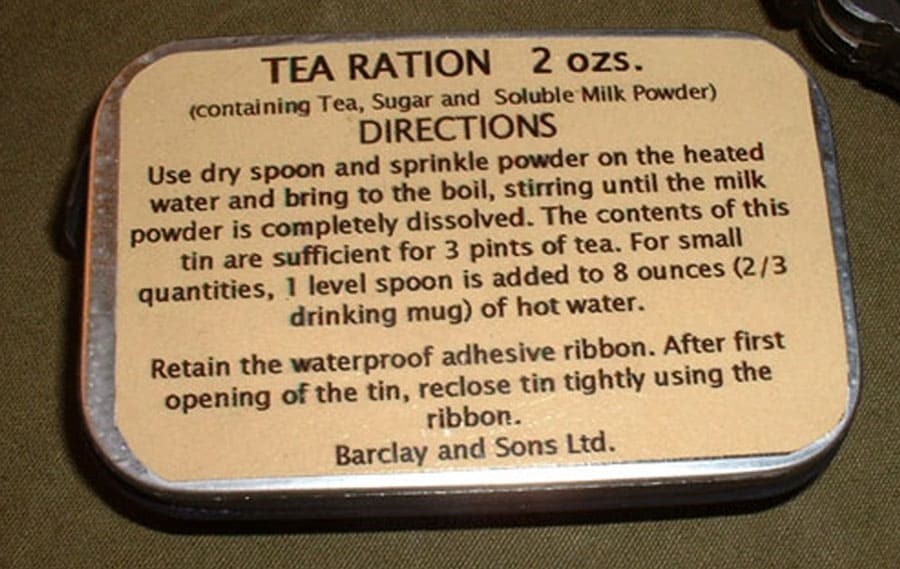 TEA RATION 2 ozs.
(containing Tea, Sugar and Soluble Milk Powder)
DIRECTIONS
Use dry spoon and sprinkle powder on the heated
water and bring to the boil, stirring until the milk
powder is completely dissolved. The contents of this
tin are sufficient for 3 pints of tea. For small
quantities, 1 level spoon is added to 8 ounces (2/3
drinking mug) of hot water.
Retain the waterproof adhesive ribbon. After first
opening of the tin, reclose tin tightly using the
ribbon.
Barclay and Sons Ltd.